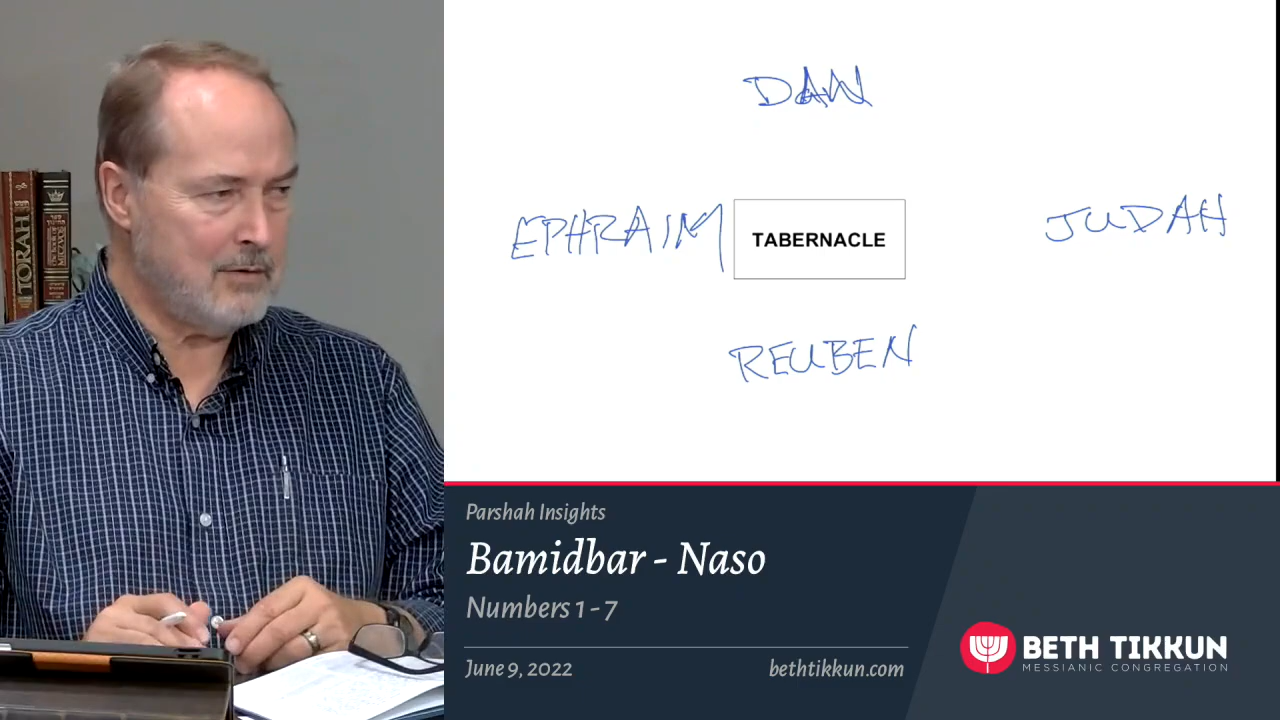 DAN
EPHRAIM
TABERNACLE
JUDAH
REUBEN
TORAH
Parshah Insights
Bamidbar - Naso
Numbers 1 - 7
June 9, 2022
bethtikkun.com
BETH TIKKUN
MESSIANIC CONGREGATION